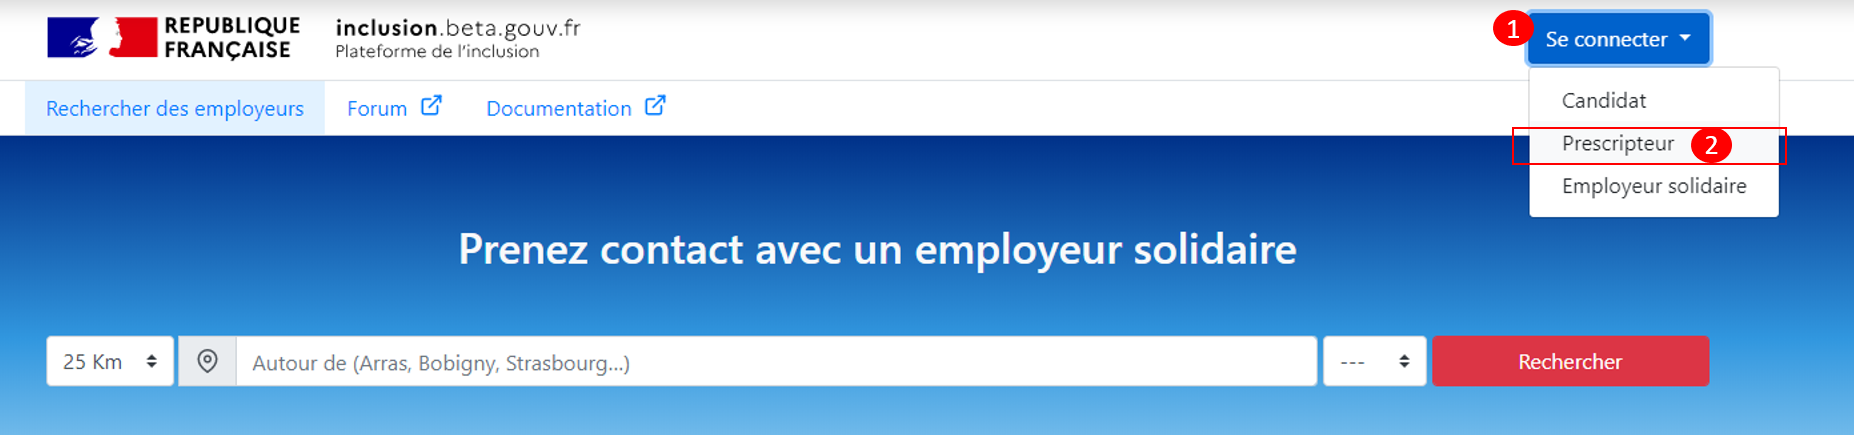 REPUBLIQUE
FRANÇAISE
inclusion.beta.gouv.fr
Plateforme de l'inclusion
1
Se connecter
Rechercher des employeurs
Forum
Documentation
Candidat
Prescripteur
2
Employeur solidaire
Prenez contact avec un employeur solidaire
25 Km
Autour de (Arras, Bobigny, Strasbourg...)
---
Rechercher